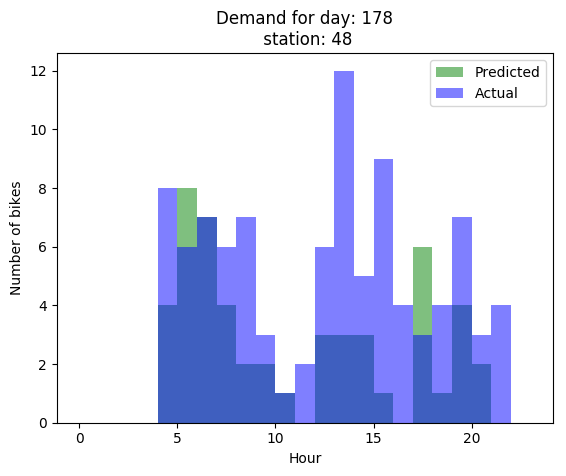 Demand for day: 178
station: 48
Predicted
Actual
Number of bikes
12
10
8
6
4
2
0
0 5 10 15 20
Hour